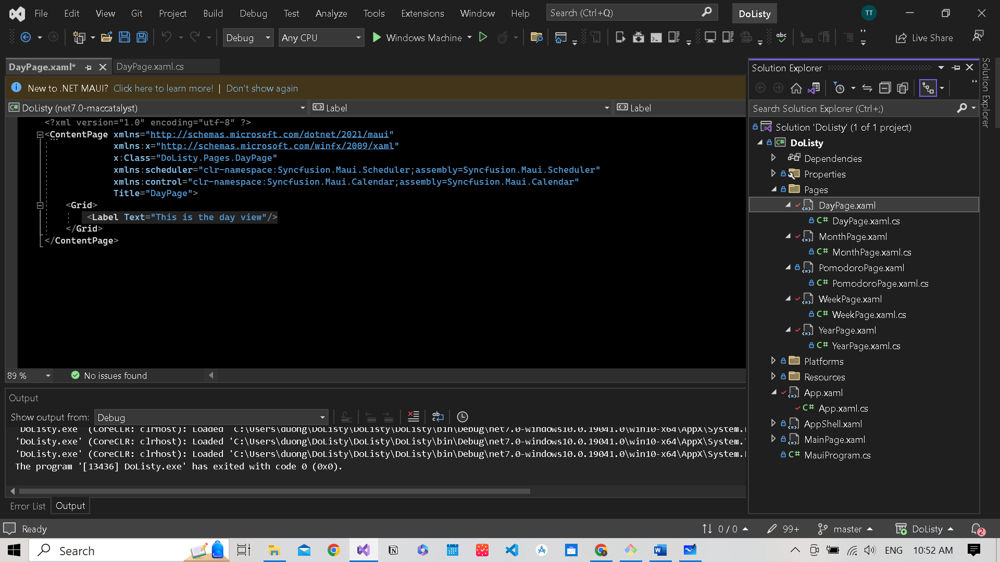 File Edit View Git Project Build Debug Test Analyze Tools Extensions Window Help Search (Ctrl+Q) DoListy TT
Debug Any CPU Windows Machine abc Live Share
DayPage.xaml* DayPage.xaml.cs
New to .NET MAUI? Click here to learn more! | Don't show again
C# DoListy (net7.0-maccatalyst) Label Label
<?xml version="1.0" encoding="utf-8" ?>
<ContentPage xmlns="http://schemas.microsoft.com/dotnet/2021/maui"
xmlns:x="http://schemas.microsoft.com/winfx/2009/xaml"
x:Class="DoListy.Pages.DayPage"
xmlns:scheduler="clr-namespace:Syncfusion.Maui.Scheduler;assembly=Syncfusion.Maui.Scheduler"
xmlns:control="clr-namespace:Syncfusion.Maui.Calendar;assembly=Syncfusion.Maui.Calendar"
Title="DayPage">
<Grid>
<Label Text="This is the day view"/>
</Grid>
</ContentPage>
89 % No issues found
Output
Show output from: Debug
'DoListy.exe' (CoreCLR: clrhost): Loaded 'C:\Users\duong\DoListy\DoListy\DoListy\bin\Debug\net7.0-windows10.0.19041.0\win10-x64\AppX\System.
'DoListy.exe' (CoreCLR: clrhost): Loaded 'C:\Users\duong\DoListy\DoListy\DoListy\bin\Debug\net7.0-windows10.0.19041.0\win10-x64\AppX\System.
'DoListy.exe' (CoreCLR: clrhost): Loaded 'C:\Users\duong\DoListy\DoListy\DoListy\bin\Debug\net7.0-windows10.0.19041.0\win10-x64\AppX\System.
The program '[13436] DoListy.exe' has exited with code 0 (0x0).
Error List Output
Solution Explorer
Search Solution Explorer (Ctrl+;)
Solution 'DoListy' (1 of 1 project)
C# DoListy
Dependencies
Properties
Pages
DayPage.xaml
C# DayPage.xaml.cs
MonthPage.xaml
C# MonthPage.xaml.cs
PomodoroPage.xaml
C# PomodoroPage.xaml.cs
WeekPage.xaml
C# WeekPage.xaml.cs
YearPage.xaml
C# YearPage.xaml.cs
Platforms
Resources
App.xaml
C# App.xaml.cs
AppShell.xaml
MainPage.xaml
C# MauiProgram.cs
Solution Explorer
Ready 0 / 0 99+ master DoListy 2
Search ENG 10:52 AM